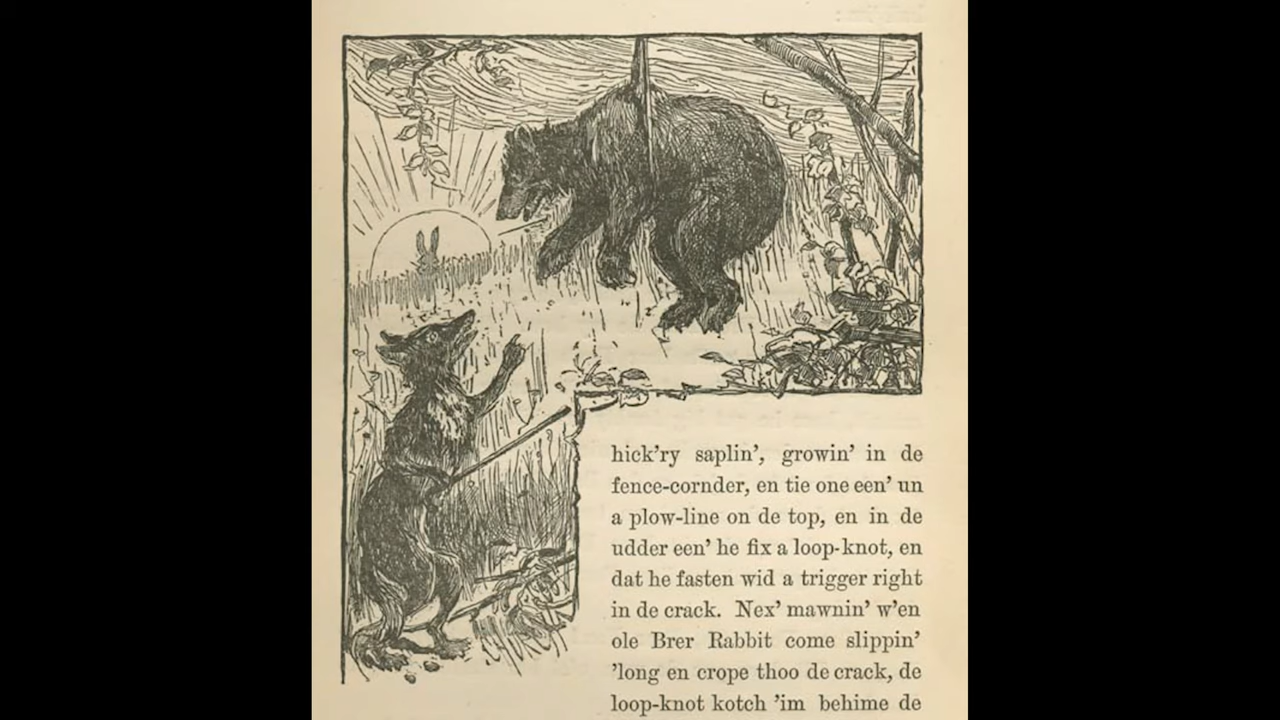 hick'ry saplin', growin' in de
fence-cornder, en tie one een' un
a plow-line on de top, en in de
udder een' he fix a loop-knot, en
dat he fasten wid a trigger right
in de crack. Nex' mawnin' w'en
ole Brer Rabbit come slippin'
'long en crope thoo de crack, de
loop-knot kotch 'im behime de